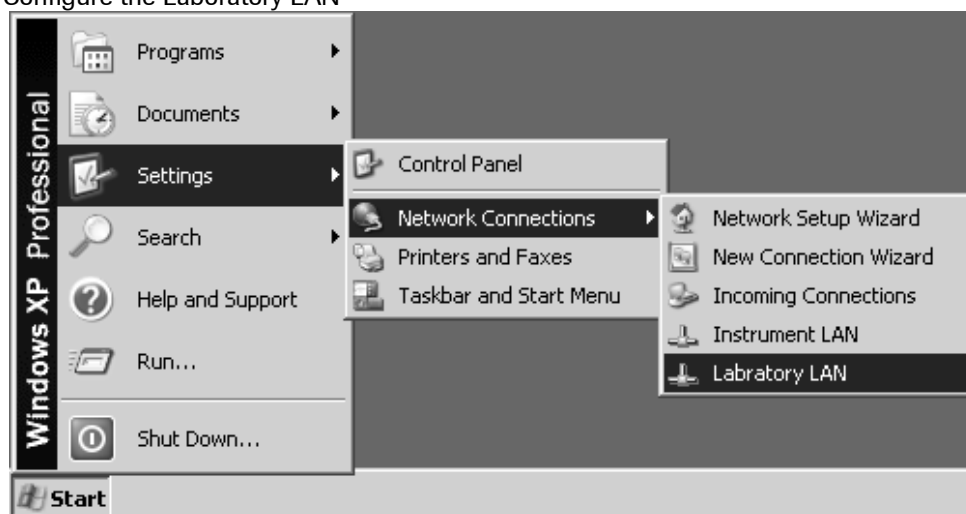 Configure the Laboratory LAN
Windows XP Professional
Programs
Documents
Settings
Search
Help and Support
Run...
Shut Down...
Control Panel
Network Connections
Printers and Faxes
Taskbar and Start Menu
Network Setup Wizard
New Connection Wizard
Incoming Connections
Instrument LAN
Labratory LAN
Start